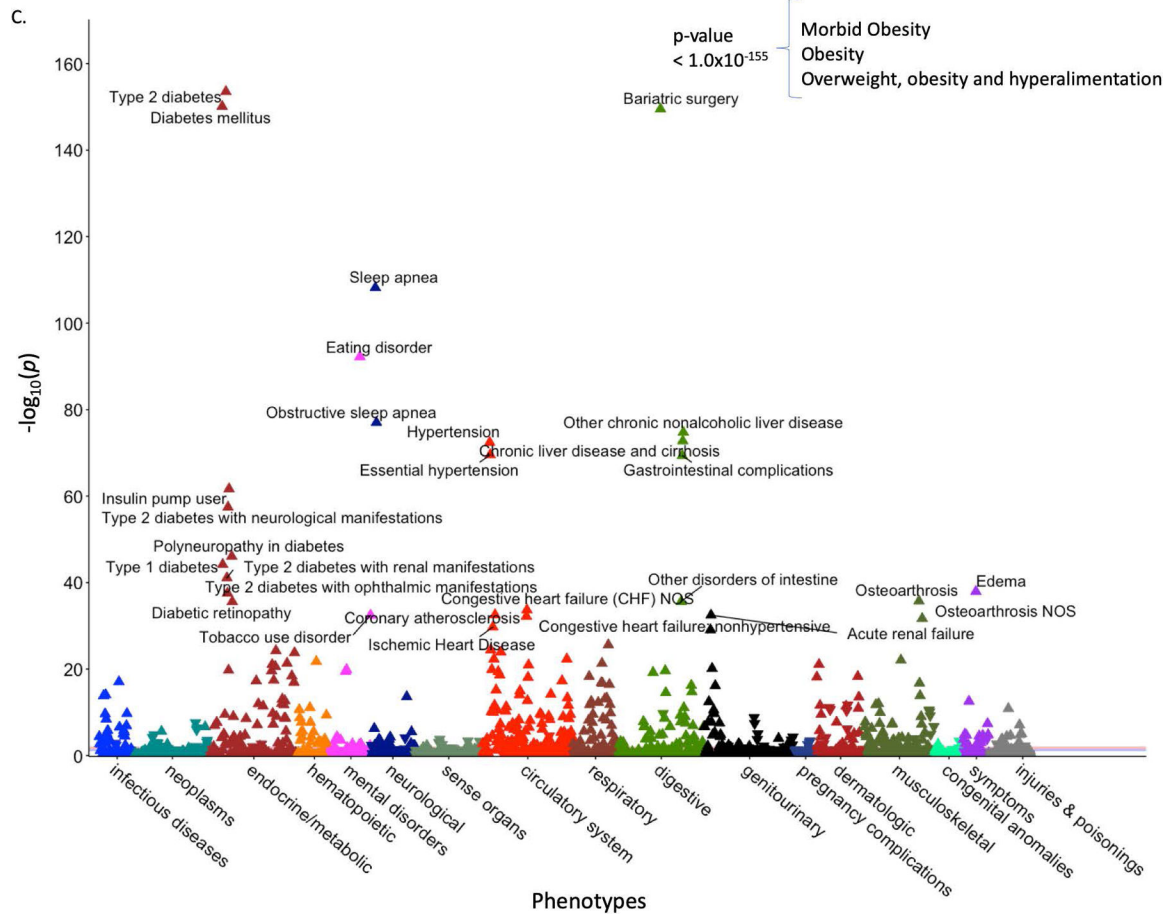 C.
p-value
< 1.0x10⁻¹⁵⁵
Morbid Obesity
Obesity
Overweight, obesity and hyperalimentation
-log₁₀(p)
160
140
120
100
80
60
40
20
0
Type 2 diabetes
Diabetes mellitus
Bariatric surgery
Sleep apnea
Eating disorder
Obstructive sleep apnea
Hypertension
Other chronic nonalcoholic liver disease
Chronic liver disease and cirrhosis
Essential hypertension
Gastrointestinal complications
Insulin pump user
Type 2 diabetes with neurological manifestations
Polyneuropathy in diabetes
Type 1 diabetes
Type 2 diabetes with renal manifestations
Type 2 diabetes with ophthalmic manifestations
Diabetic retinopathy
Other disorders of intestine
Edema
Osteoarthrosis
Osteoarthrosis NOS
Congestive heart failure (CHF) NOS
Coronary atherosclerosis
Congestive heart failure; nonhypertensive
Acute renal failure
Tobacco use disorder
Ischemic Heart Disease
infectious diseases
neoplasms
endocrine/metabolic
hematopoietic
mental disorders
neurological
sense organs
circulatory system
respiratory
digestive
genitourinary
pregnancy complications
dermatologic
musculoskeletal
congenital anomalies
symptoms
injuries & poisonings
Phenotypes